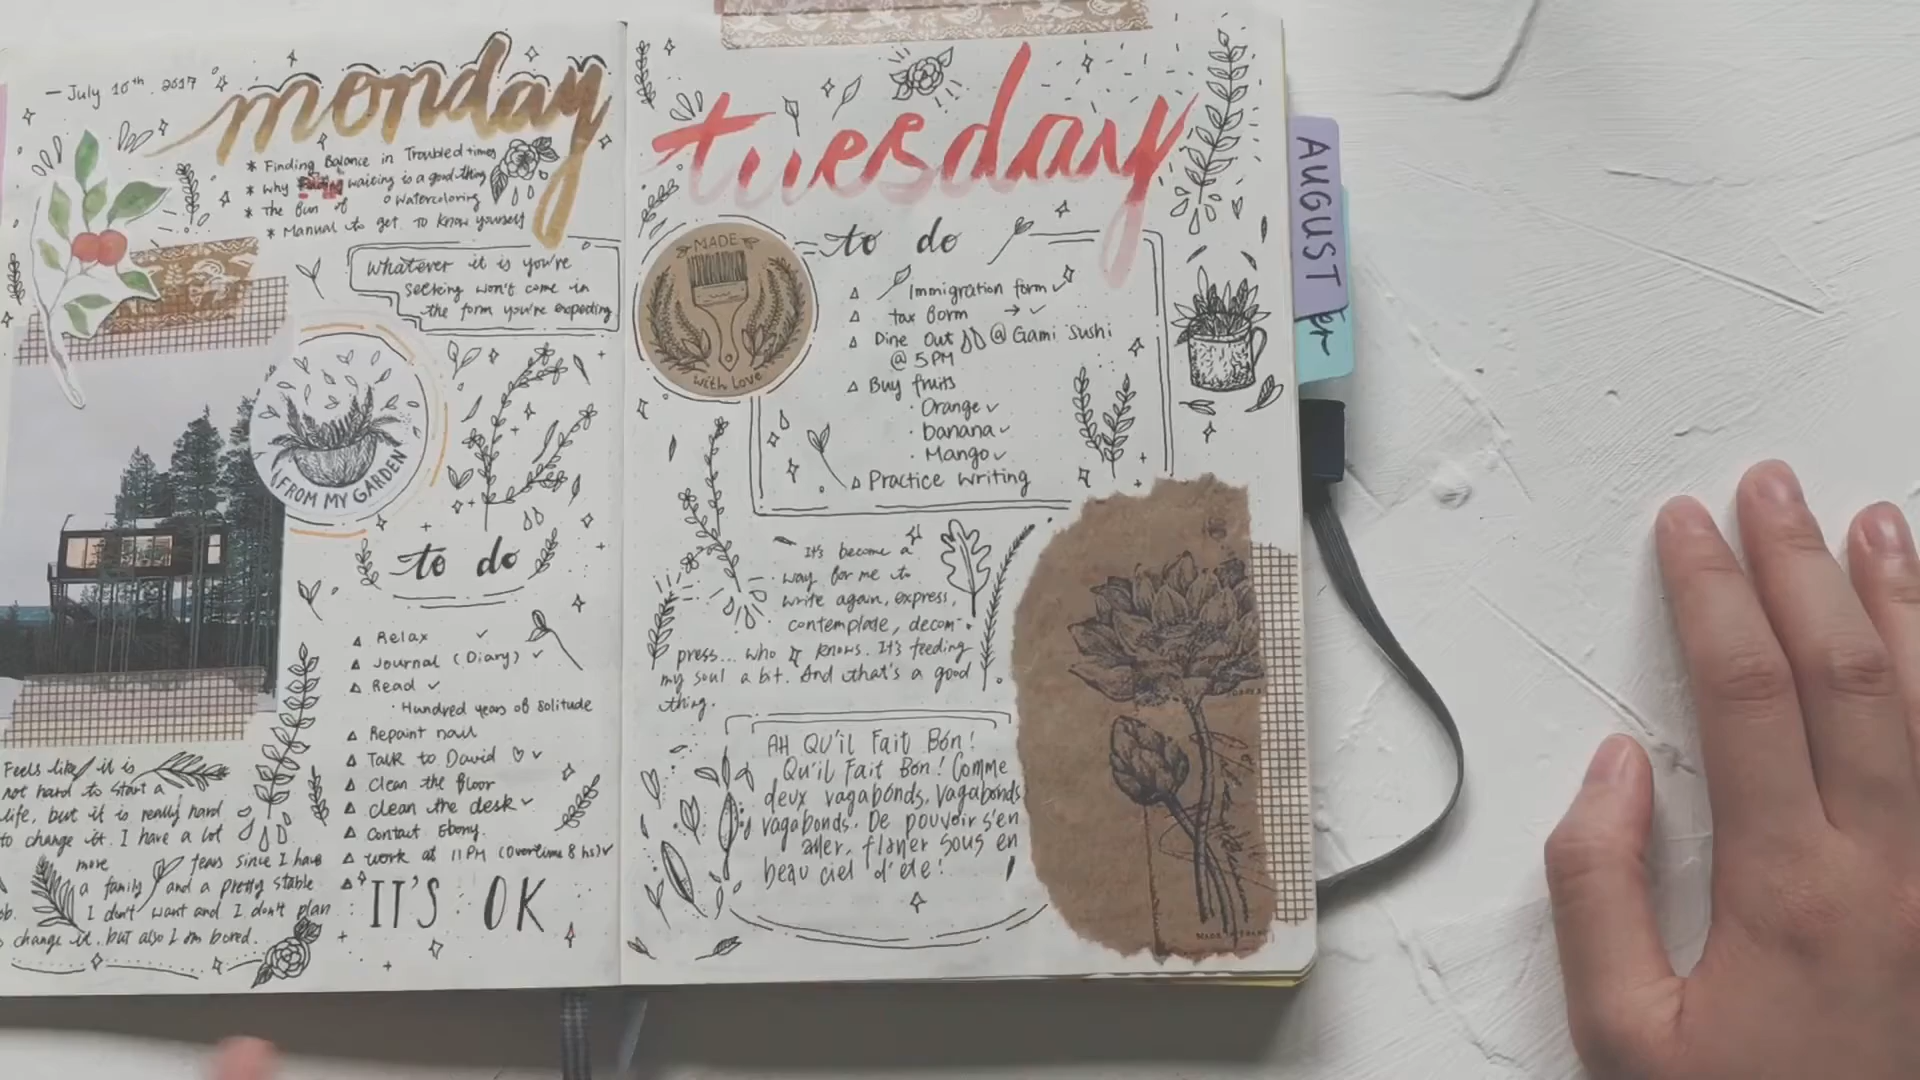 — July 10th. 2017
monday
* Finding Balance in Troubled times
* why waiting is a good thing
* The Bun of o Watercoloring
* Manual to get to know yourself
Whatever it is you're
seeking won't come in
the form you're expecting
FROM MY GARDEN
to do
Δ Relax ✓
Δ Journal (Diary) ✓
Δ Read ✓
· Hundred years of solitude
Δ Repaint nail
Δ Talk to David ♡ ✓
Δ Clean the floor
Δ clean the desk ✓
Δ contact Ebony.
Δ work at 11PM (Overtime 8 hs) ✓
Δ IT'S OK
Feels like it is
not hard to start a
life, but it is really hard
to change it. I have a lot
more fears since I have
a family and a pretty stable
ob. I don't want and I don't plan
change it, but also I am bored.
tuesday
MADE
with Love
to do
Δ Immigration form ✓
Δ tax form → ✓
Δ Dine Out @ Gami Sushi
@ 5PM
Δ Buy fruits
· Orange ✓
· banana ✓
· Mango ✓
Δ Practice writing
It's become a
way for me to
write again, express,
contemplate, decom-
press... who knows. It's feeding
my soul a bit. And that's a good
thing.
AH QU'il Fait Bon!
Qu'il Fait Bon! Comme
deux vagabonds, vagabonds
vagabonds. De pouvoir s'en
aller, flaner sous en
beau ciel d'ete!
AUGUST